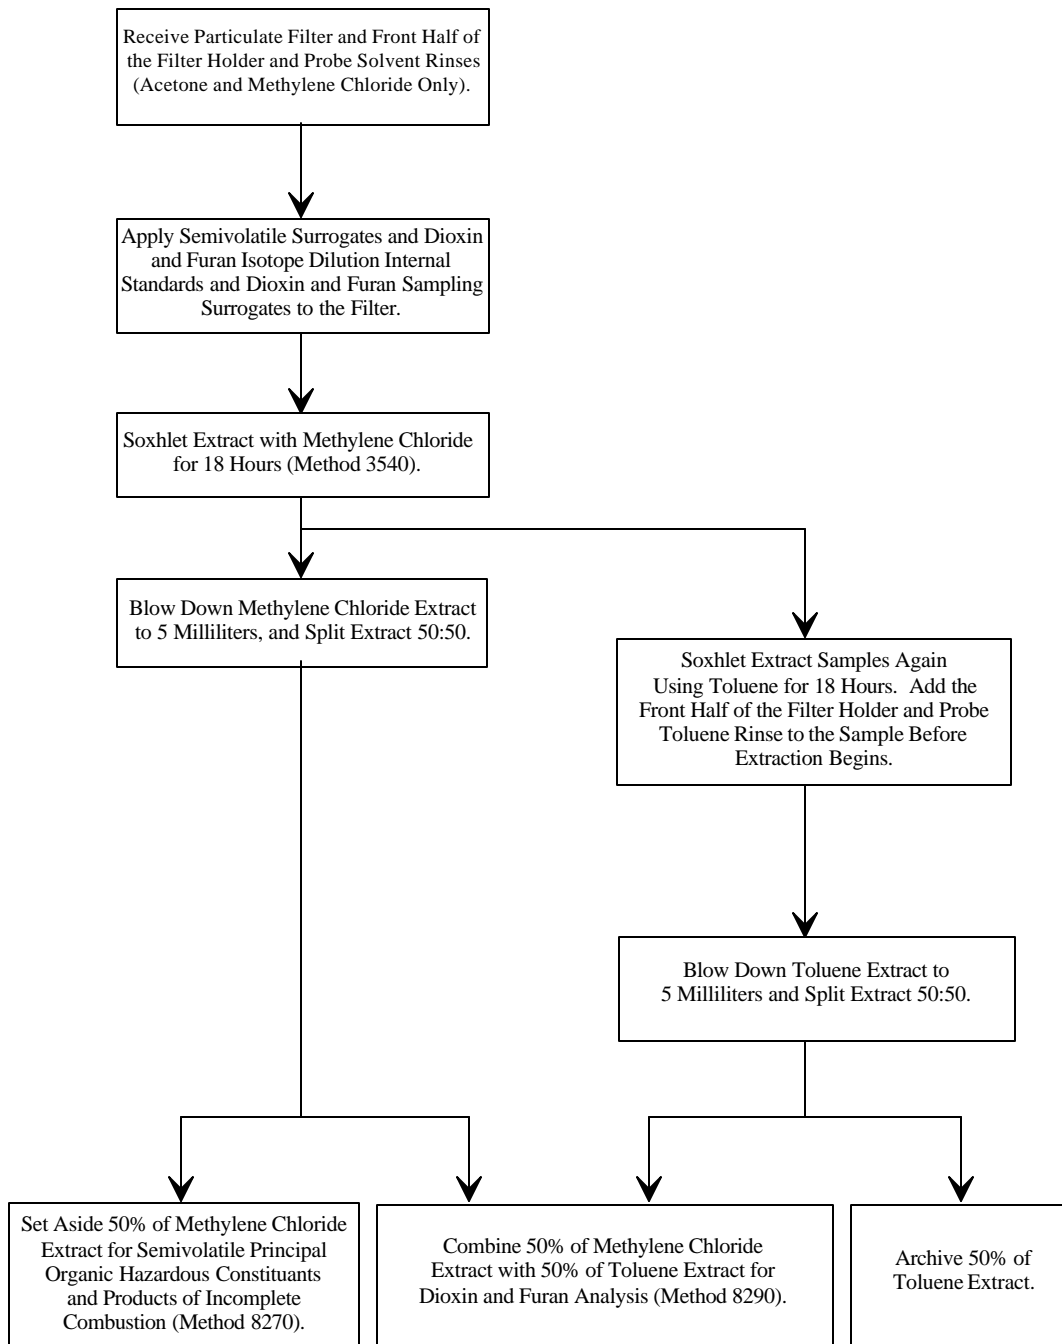 Receive Particulate Filter and Front Half of
the Filter Holder and Probe Solvent Rinses
(Acetone and Methylene Chloride Only).
Apply Semivolatile Surrogates and Dioxin
and Furan Isotope Dilution Internal
Standards and Dioxin and Furan Sampling
Surrogates to the Filter.
Soxhlet Extract with Methylene Chloride
for 18 Hours (Method 3540).
Blow Down Methylene Chloride Extract
to 5 Milliliters, and Split Extract 50:50.
Soxhlet Extract Samples Again
Using Toluene for 18 Hours. Add the
Front Half of the Filter Holder and Probe
Toluene Rinse to the Sample Before
Extraction Begins.
Blow Down Toluene Extract to
5 Milliliters and Split Extract 50:50.
Set Aside 50% of Methylene Chloride
Extract for Semivolatile Principal
Organic Hazardous Constituants
and Products of Incomplete
Combustion (Method 8270).
Combine 50% of Methylene Chloride
Extract with 50% of Toluene Extract for
Dioxin and Furan Analysis (Method 8290).
Archive 50% of
Toluene Extract.